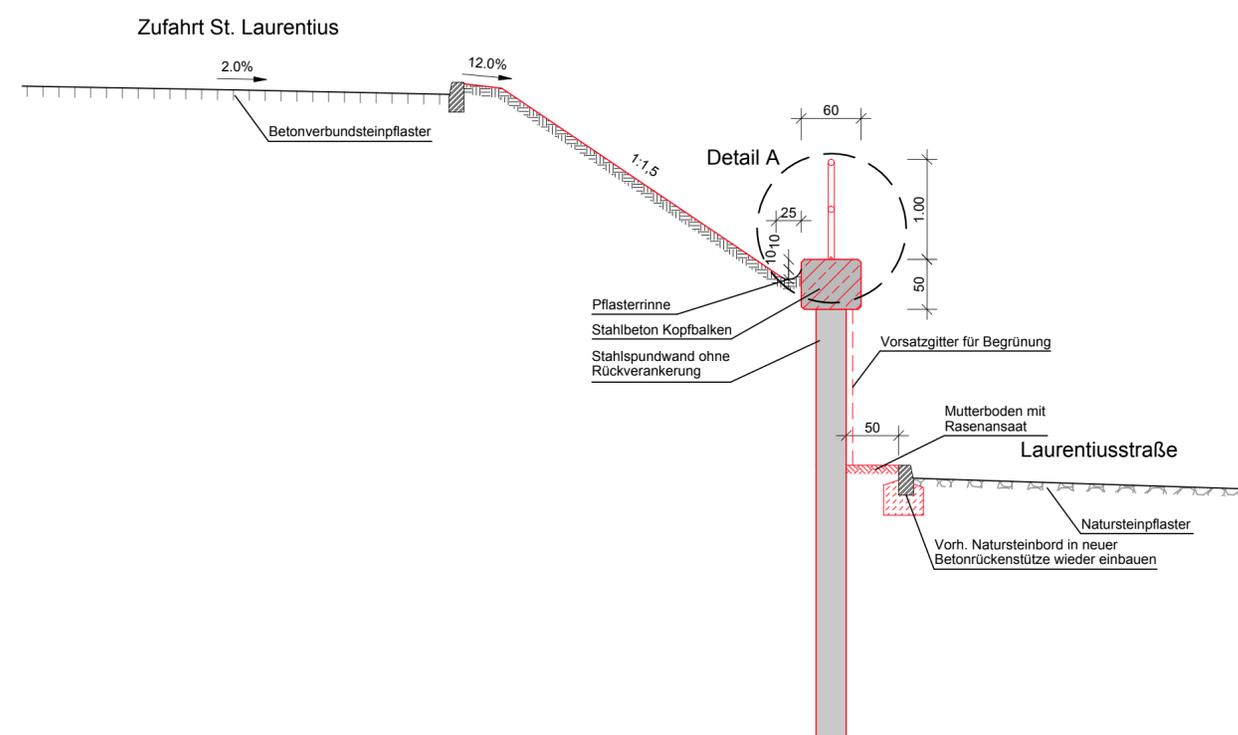 Zufahrt St. Laurentius
2.0%
12.0%
Betonverbundsteinpflaster
1:1,5
60
Detail A
25
10
10
1.00
50
Pflasterrinne
Stahlbeton Kopfbalken
Stahlspundwand ohne
Rückverankerung
Vorsatzgitter für Begrünung
Mutterboden mit
Rasenansaat
50
Laurentiusstraße
Natursteinpflaster
Vorh. Natursteinbord in neuer
Betonrückenstütze wieder einbauen